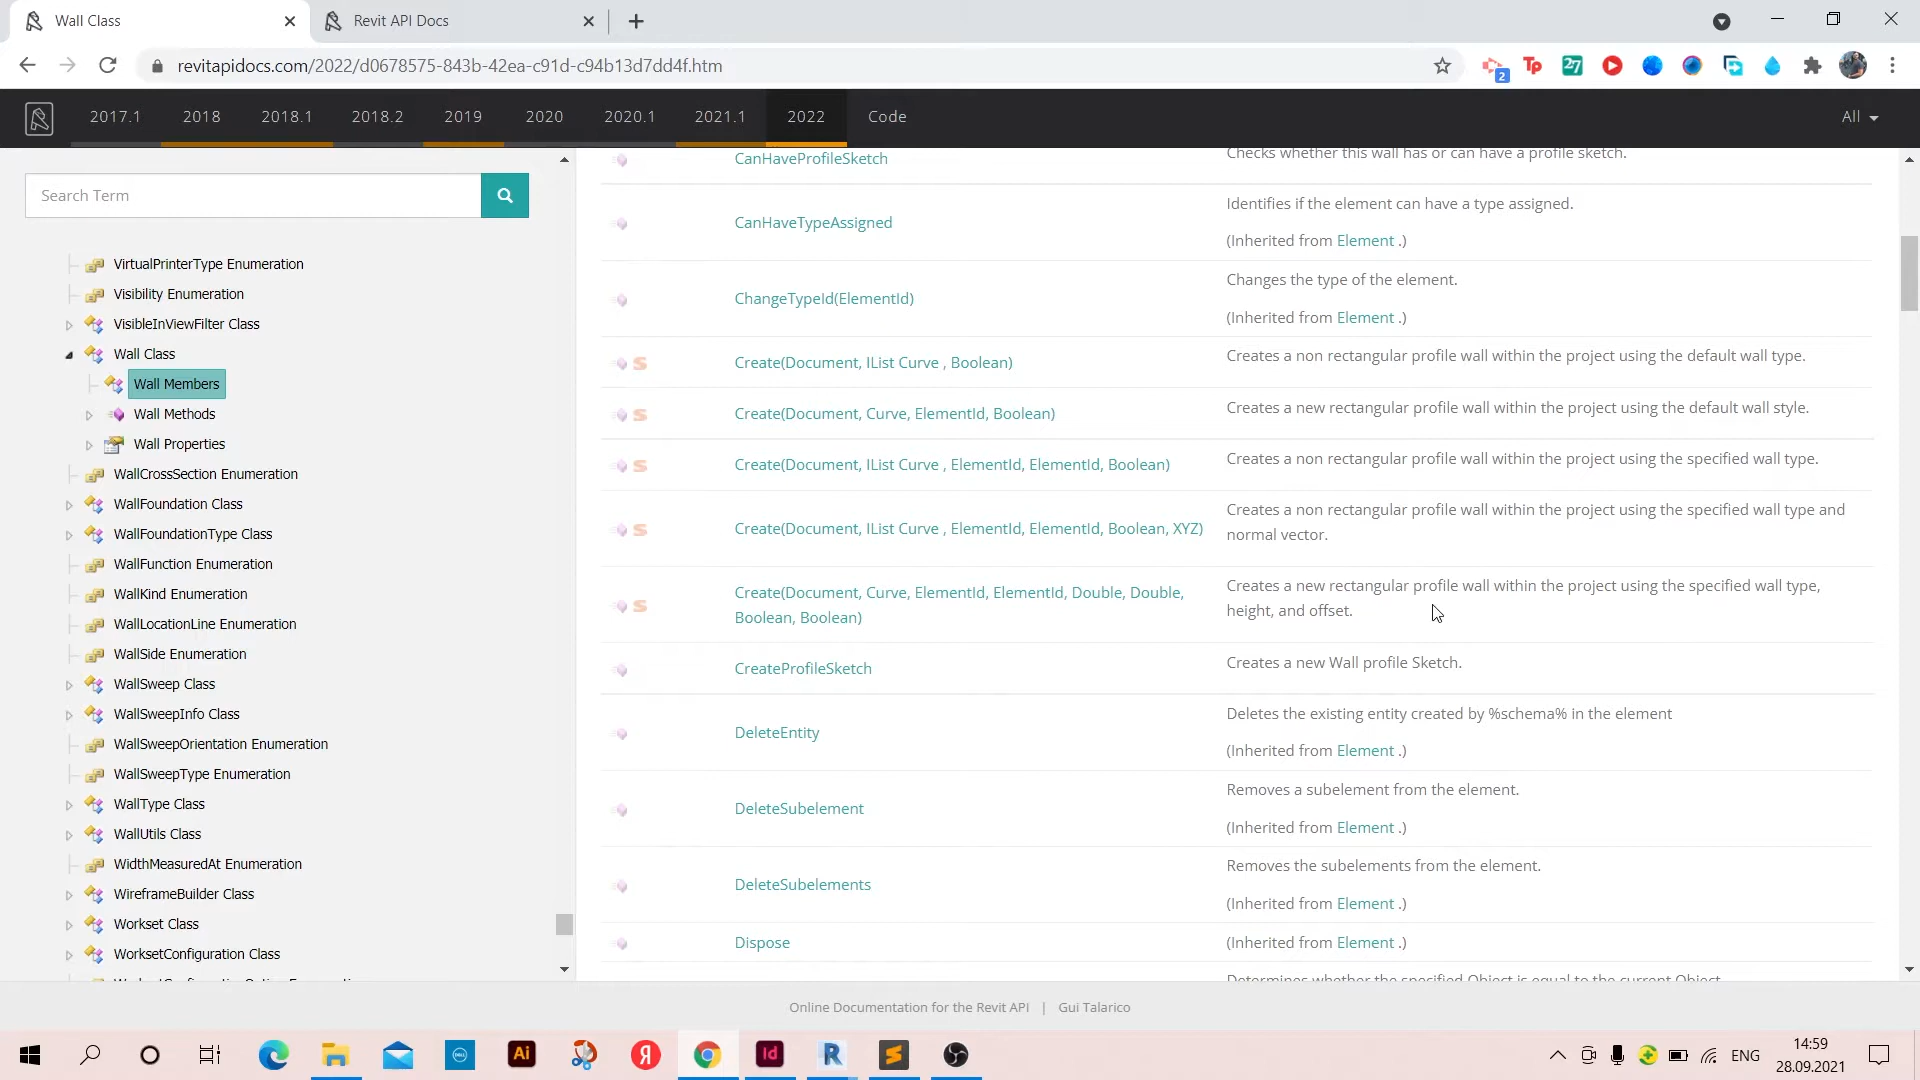 Wall Class
Revit API Docs
revitapidocs.com/2022/d0678575-843b-42ea-c91d-c94b13d7dd4f.htm
2
2017.1 2018 2018.1 2018.2 2019 2020 2020.1 2021.1 2022 Code All
Search Term
VirtualPrinterType Enumeration
Visibility Enumeration
VisibleInViewFilter Class
Wall Class
Wall Members
Wall Methods
Wall Properties
WallCrossSection Enumeration
WallFoundation Class
WallFoundationType Class
WallFunction Enumeration
WallKind Enumeration
WallLocationLine Enumeration
WallSide Enumeration
WallSweep Class
WallSweepInfo Class
WallSweepOrientation Enumeration
WallSweepType Enumeration
WallType Class
WallUtils Class
WidthMeasuredAt Enumeration
WireframeBuilder Class
Workset Class
WorksetConfiguration Class
CanHaveProfileSketch
Checks whether this wall has or can have a profile sketch.
CanHaveTypeAssigned
Identifies if the element can have a type assigned.
(Inherited from Element .)
ChangeTypeId(ElementId)
Changes the type of the element.
(Inherited from Element .)
Create(Document, IList Curve , Boolean)
Creates a non rectangular profile wall within the project using the default wall type.
Create(Document, Curve, ElementId, Boolean)
Creates a new rectangular profile wall within the project using the default wall style.
Create(Document, IList Curve , ElementId, ElementId, Boolean)
Creates a non rectangular profile wall within the project using the specified wall type.
Create(Document, IList Curve , ElementId, ElementId, Boolean, XYZ)
Creates a non rectangular profile wall within the project using the specified wall type and
normal vector.
Create(Document, Curve, ElementId, ElementId, Double, Double,
Boolean, Boolean)
Creates a new rectangular profile wall within the project using the specified wall type,
height, and offset.
CreateProfileSketch
Creates a new Wall profile Sketch.
DeleteEntity
Deletes the existing entity created by %schema% in the element
(Inherited from Element .)
DeleteSubelement
Removes a subelement from the element.
(Inherited from Element .)
DeleteSubelements
Removes the subelements from the element.
(Inherited from Element .)
Dispose
(Inherited from Element .)
Determines whether the specified Object is equal to the current Object
Online Documentation for the Revit API | Gui Talarico
ENG
14:59
28.09.2021